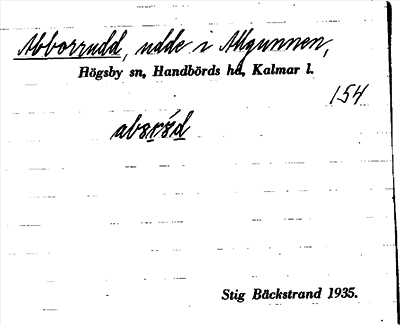 Abborrudd, udde i Allgunnen,
Högsby sn, Handbörds hd, Kalmar l.
154
Stig Bäckstrand 1935.